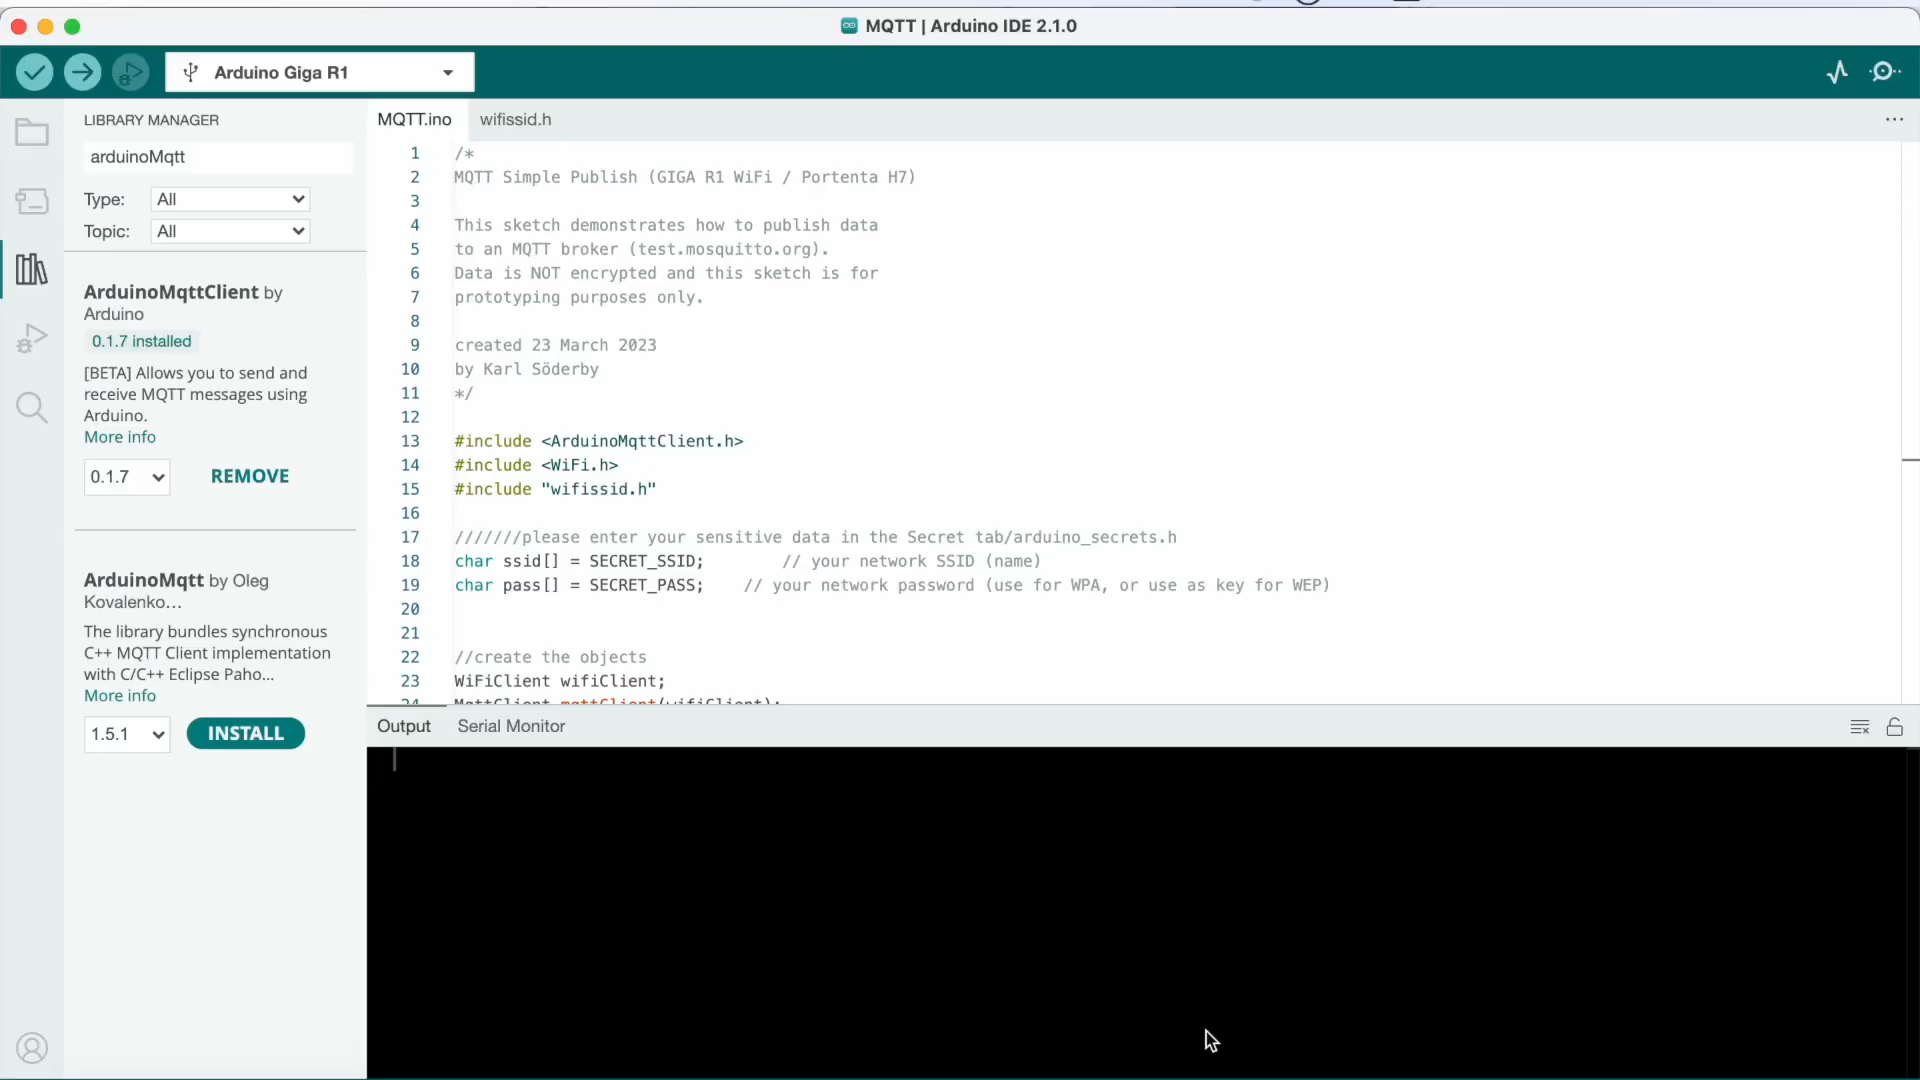 MQTT | Arduino IDE 2.1.0
Arduino Giga R1
LIBRARY MANAGER
arduinoMqtt
Type: All
Topic: All
ArduinoMqttClient by
Arduino
0.1.7 installed
[BETA] Allows you to send and
receive MQTT messages using
Arduino.
More info
0.1.7 REMOVE
ArduinoMqtt by Oleg
Kovalenko…
The library bundles synchronous
C++ MQTT Client implementation
with C/C++ Eclipse Paho...
More info
1.5.1 INSTALL
MQTT.ino wifissid.h
1 /*
2 MQTT Simple Publish (GIGA R1 WiFi / Portenta H7)
3
4 This sketch demonstrates how to publish data
5 to an MQTT broker (test.mosquitto.org).
6 Data is NOT encrypted and this sketch is for
7 prototyping purposes only.
8
9 created 23 March 2023
10 by Karl Söderby
11 */
12
13 #include <ArduinoMqttClient.h>
14 #include <WiFi.h>
15 #include "wifissid.h"
16
17 ///////please enter your sensitive data in the Secret tab/arduino_secrets.h
18 char ssid[] = SECRET_SSID; // your network SSID (name)
19 char pass[] = SECRET_PASS; // your network password (use for WPA, or use as key for WEP)
20
21
22 //create the objects
23 WiFiClient wifiClient;
24 MqttClient mqttClient(wifiClient);
Output Serial Monitor